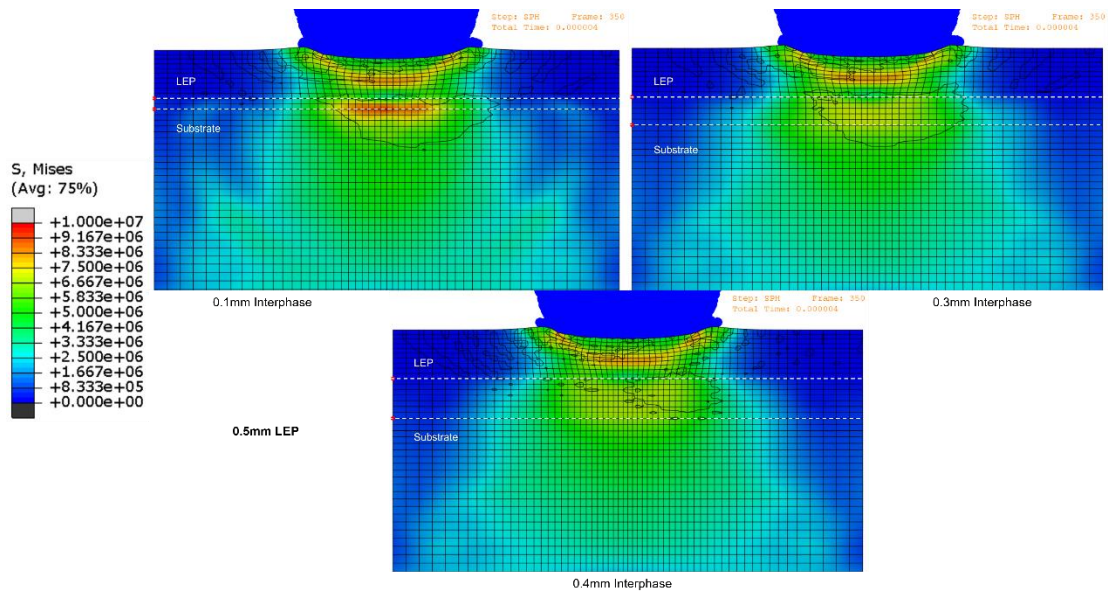 Step: SPH Frame: 350
Total Time: 0.000004
LEP
Substrate
0.1mm Interphase
Step: SPH Frame: 350
Total Time: 0.000004
LEP
Substrate
0.3mm Interphase
S, Mises
(Avg: 75%)
+1.000e+07
+9.167e+06
+8.333e+06
+7.500e+06
+6.667e+06
+5.833e+06
+5.000e+06
+4.167e+06
+3.333e+06
+2.500e+06
+1.667e+06
+8.333e+05
+0.000e+00
Step: SPH Frame: 350
Total Time: 0.000004
LEP
Substrate
0.5mm LEP
0.4mm Interphase